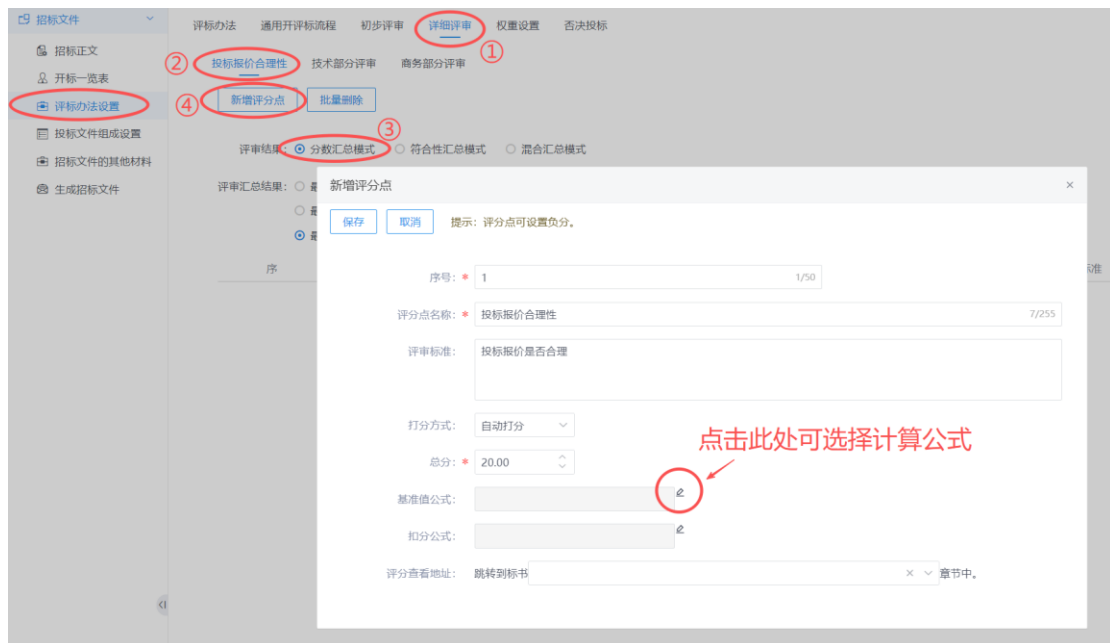 招标文件
评标办法 通用开评标流程 初步评审 详细评审 权重设置 否决投标
招标正文
①
② 投标报价合理性 技术部分评审 商务部分评审
开标一览表
评标办法设置
④ 新增评分点 批量删除
投标文件组成设置
③
评审结果: 分数汇总模式 符合性汇总模式 混合汇总模式
招标文件的其他材料
生成招标文件
评审汇总结果:
新增评分点 ×
保存 取消 提示: 评分点可设置负分。
序
序号: * 1 1/50
评分点名称: * 投标报价合理性 7/255
评审标准: 投标报价是否合理
打分方式: 自动打分
点击此处可选择计算公式
总分: * 20.00
基准值公式:
扣分公式:
评分查看地址: 跳转到标书 × 章节中。